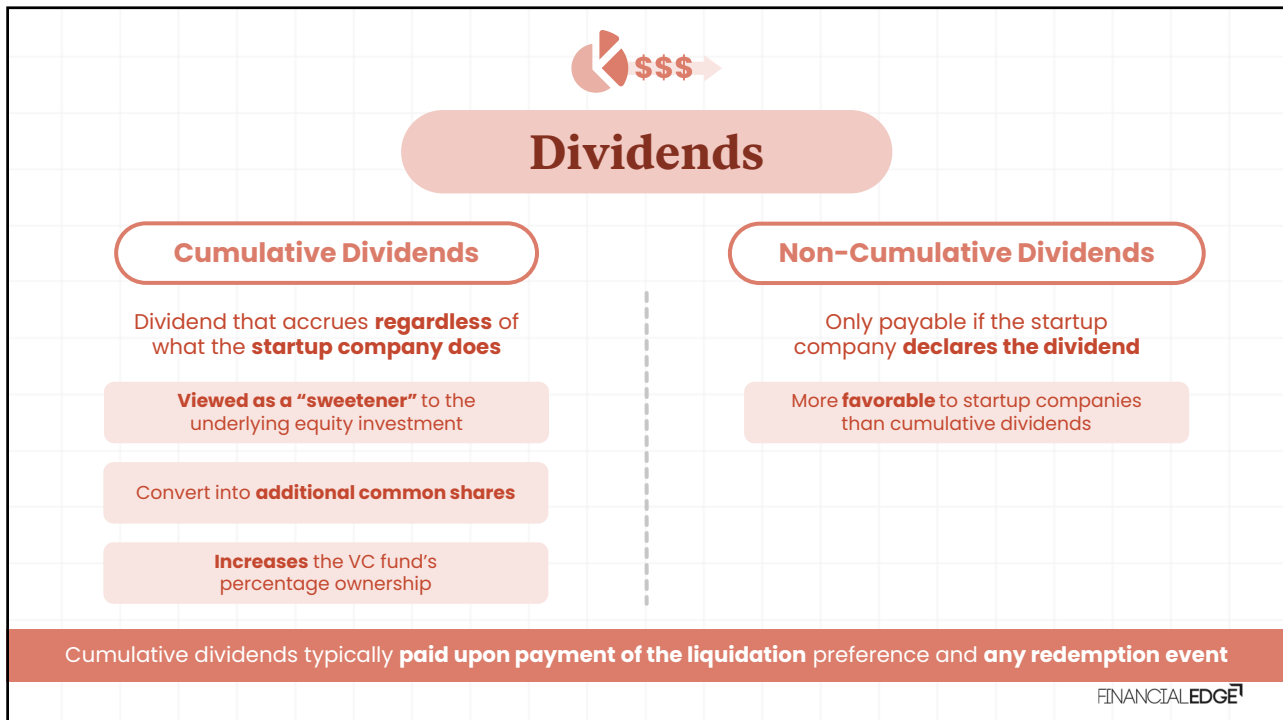 $$$
Dividends
Cumulative Dividends
Dividend that accrues regardless of
what the startup company does
Viewed as a “sweetener” to the
underlying equity investment
Convert into additional common shares
Increases the VC fund’s
percentage ownership
Non-Cumulative Dividends
Only payable if the startup
company declares the dividend
More favorable to startup companies
than cumulative dividends
Cumulative dividends typically paid upon payment of the liquidation preference and any redemption event
FINANCIALEDGE